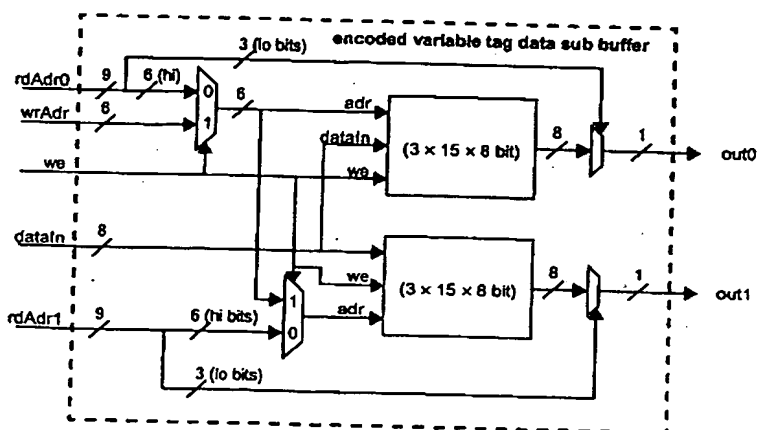 encoded variable tag data sub buffer
3 (lo bits)
rdAdr0
9
6 (hi)
0
1
6
wrAdr
6
adr
dataIn
we
(3 × 15 × 8 bit)
8
1
out0
we
dataIn
8
we
adr
(3 × 15 × 8 bit)
8
1
out1
1
0
rdAdr1
9
6 (hi bits)
3 (lo bits)